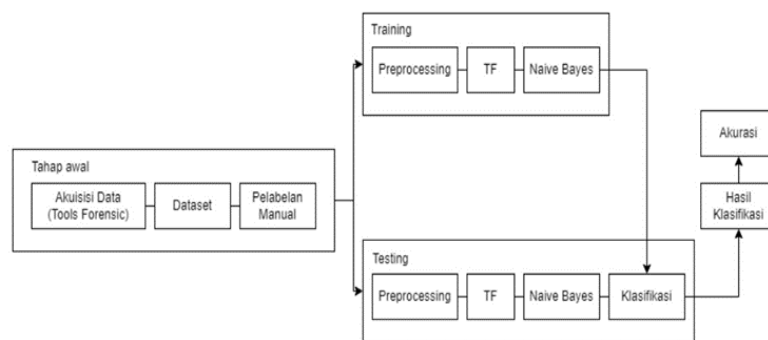 Training
Preprocessing
TF
Naive Bayes
Tahap awal
Akuisisi Data
(Tools Forensic)
Dataset
Pelabelan
Manual
Testing
Preprocessing
TF
Naive Bayes
Klasifikasi
Akurasi
Hasil
Klasifikasi